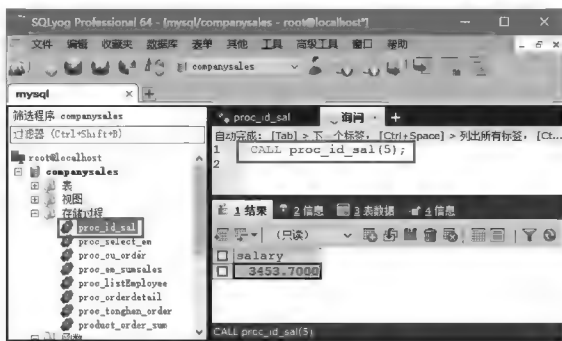 SQLyog Professional 64 - [mysql/companysales - root@localhost*]
文件 编辑 收藏夹 数据库 表单 其他 工具 高级工具 窗口 帮助
companysales
mysql
筛选程序 companysales
过滤器 (Ctrl+Shift+B)
root@localhost
companysales
表
视图
存储过程
proc_id_sal
proc_select_em
proc_cu_order
proc_em_sumsales
proc_listEmployee
proc_orderdetail
proc_tonghen_order
product_order_sum
函数
proc_id_sal 询问
自动完成: [Tab] > 下一个标签, [Ctrl+Space] > 列出所有标签, [Ct...
1 CALL proc_id_sal(5);
2
1 结果 2 信息 3 表数据 4 信息
(只读)
salary
3453.7000
CALL proc_id_sal(5)